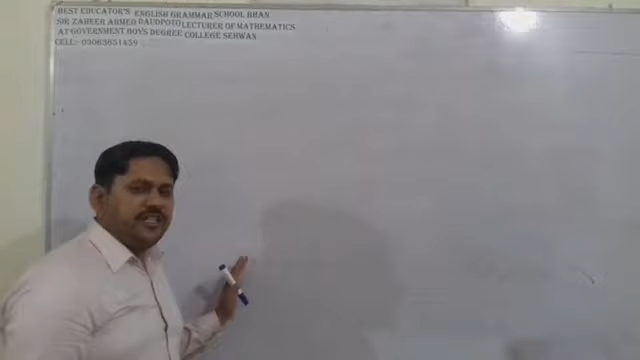 BEST EDUCATOR'S ENGLISH GRAMMAR SCHOOL BHAN
SIR ZAHEER AHMED DAUDPOTO LECTURER OF MATHEMATICS
AT GOVERNMENT BOYS DEGREE COLLEGE SEHWAN
CELL:- 03063851459